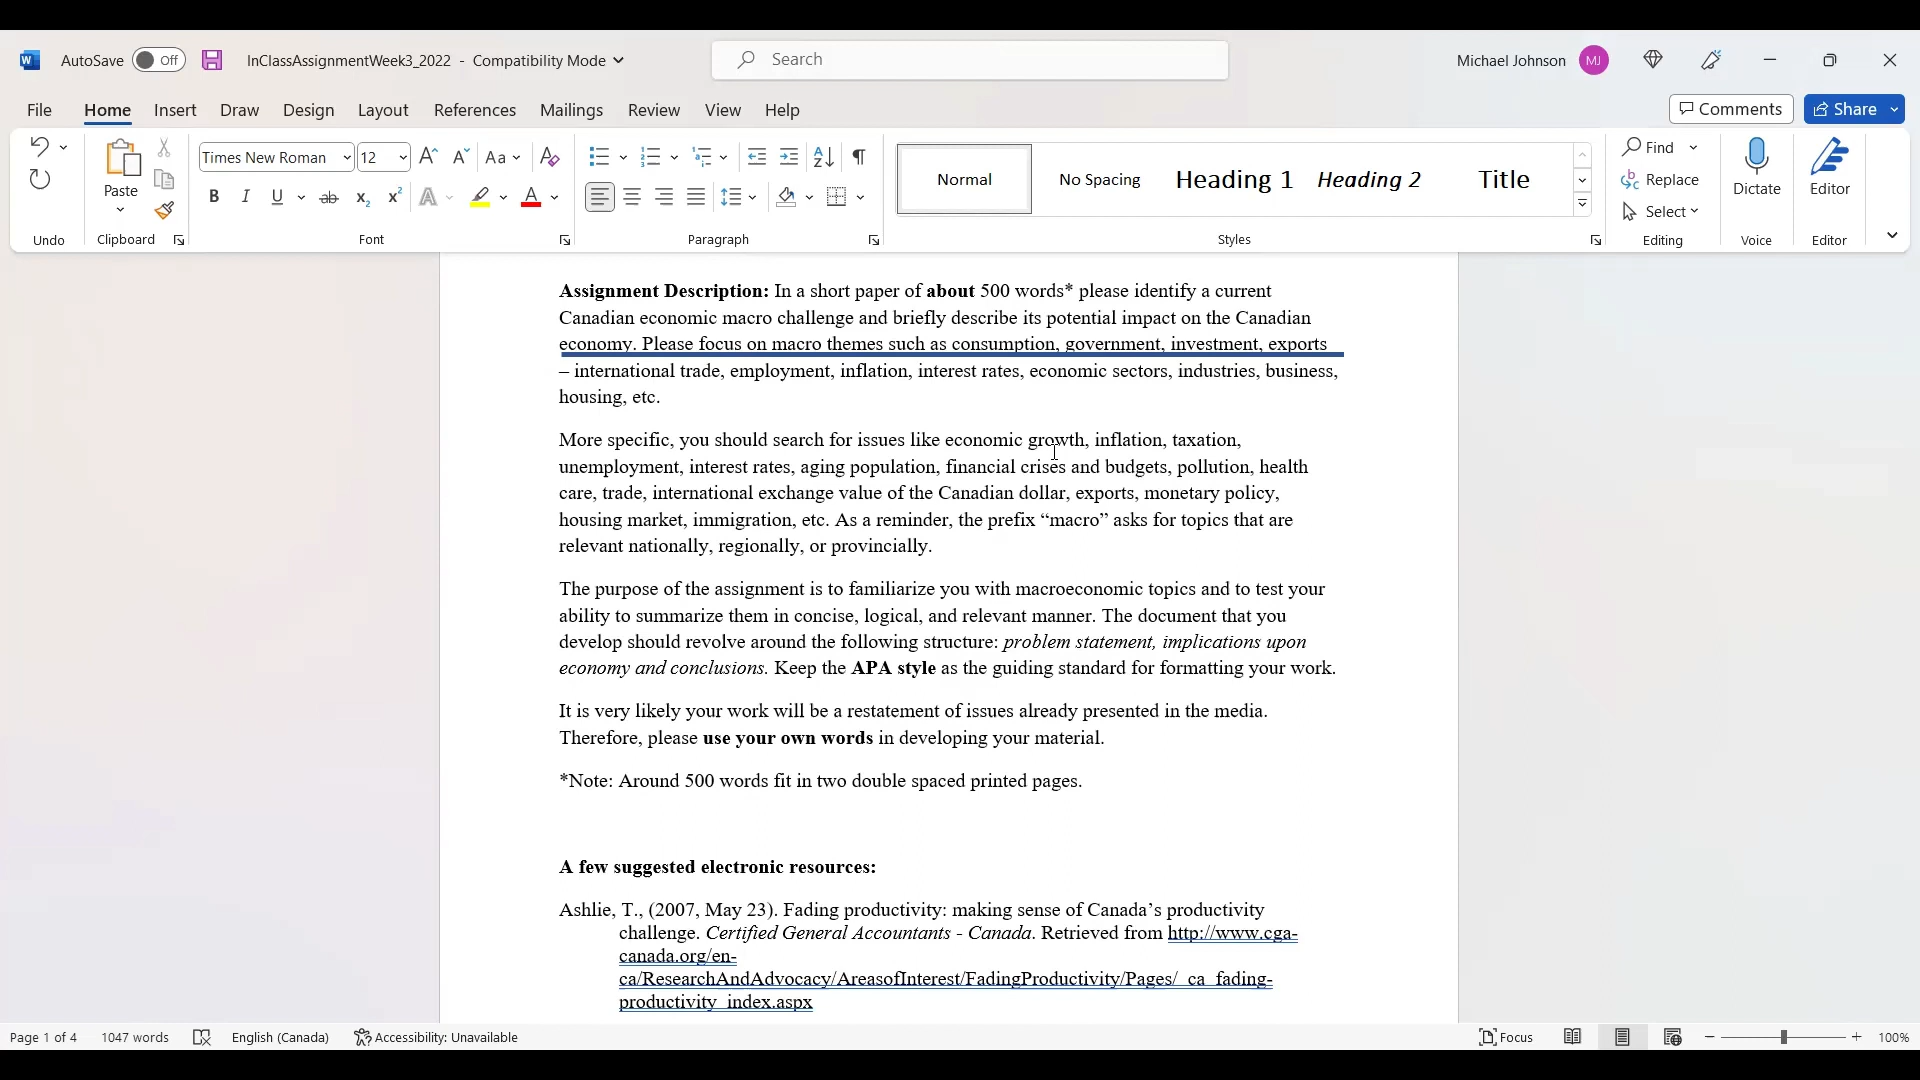 AutoSave Off InClassAssignmentWeek3_2022 - Compatibility Mode Search Michael Johnson MJ
File Home Insert Draw Design Layout References Mailings Review View Help Comments Share
Times New Roman 12 Aa
Paste B I U ab x₂ x² A A
Normal No Spacing Heading 1 Heading 2 Title
Find
Replace
Select
Dictate Editor
Undo Clipboard Font Paragraph Styles Editing Voice Editor
Assignment Description: In a short paper of about 500 words* please identify a current
Canadian economic macro challenge and briefly describe its potential impact on the Canadian
economy. Please focus on macro themes such as consumption, government, investment, exports
– international trade, employment, inflation, interest rates, economic sectors, industries, business,
housing, etc.
More specific, you should search for issues like economic growth, inflation, taxation,
unemployment, interest rates, aging population, financial crises and budgets, pollution, health
care, trade, international exchange value of the Canadian dollar, exports, monetary policy,
housing market, immigration, etc. As a reminder, the prefix “macro” asks for topics that are
relevant nationally, regionally, or provincially.
The purpose of the assignment is to familiarize you with macroeconomic topics and to test your
ability to summarize them in concise, logical, and relevant manner. The document that you
develop should revolve around the following structure: problem statement, implications upon
economy and conclusions. Keep the APA style as the guiding standard for formatting your work.
It is very likely your work will be a restatement of issues already presented in the media.
Therefore, please use your own words in developing your material.
*Note: Around 500 words fit in two double spaced printed pages.
A few suggested electronic resources:
Ashlie, T., (2007, May 23). Fading productivity: making sense of Canada’s productivity
challenge. Certified General Accountants - Canada. Retrieved from http://www.cga-
canada.org/en-
ca/ResearchAndAdvocacy/AreasofInterest/FadingProductivity/Pages/_ca_fading-
productivity_index.aspx
Page 1 of 4 1047 words English (Canada) Accessibility: Unavailable Focus 100%